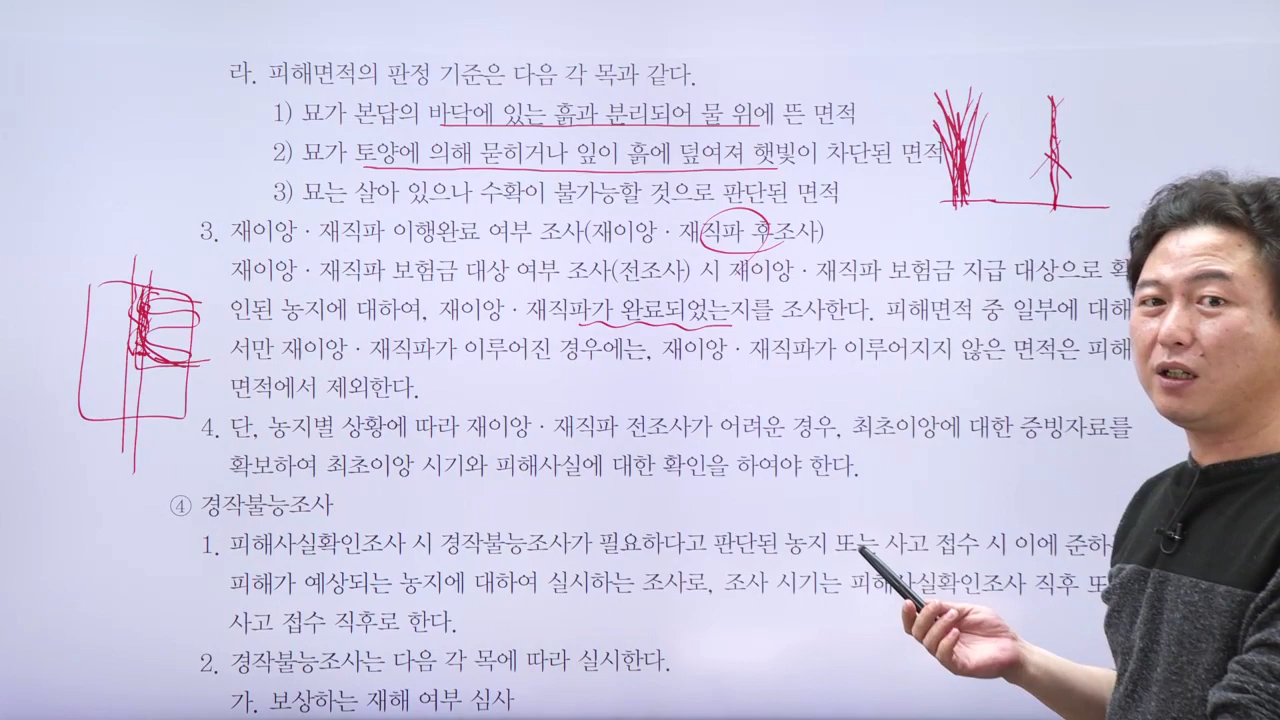 라. 피해면적의 판정 기준은 다음 각 목과 같다.
1) 묘가 본답의 바닥에 있는 흙과 분리되어 물 위에 뜬 면적
2) 묘가 토양에 의해 묻히거나 잎이 흙에 덮여져 햇빛이 차단된 면적
3) 묘는 살아 있으나 수확이 불가능할 것으로 판단된 면적
3. 재이앙 · 재직파 이행완료 여부 조사(재이앙 · 재직파 후조사)
재이앙 · 재직파 보험금 대상 여부 조사(전조사) 시 재이앙 · 재직파 보험금 지급 대상으로 확
인된 농지에 대하여, 재이앙 · 재직파가 완료되었는지를 조사한다. 피해면적 중 일부에 대해
서만 재이앙 · 재직파가 이루어진 경우에는, 재이앙 · 재직파가 이루어지지 않은 면적은 피해
면적에서 제외한다.
4. 단, 농지별 상황에 따라 재이앙 · 재직파 전조사가 어려운 경우, 최초이앙에 대한 증빙자료를
확보하여 최초이앙 시기와 피해사실에 대한 확인을 하여야 한다.
④ 경작불능조사
1. 피해사실확인조사 시 경작불능조사가 필요하다고 판단된 농지 또는 사고 접수 시 이에 준하
피해가 예상되는 농지에 대하여 실시하는 조사로, 조사 시기는 피해사실확인조사 직후 또
사고 접수 직후로 한다.
2. 경작불능조사는 다음 각 목에 따라 실시한다.
가. 보상하는 재해 여부 심사